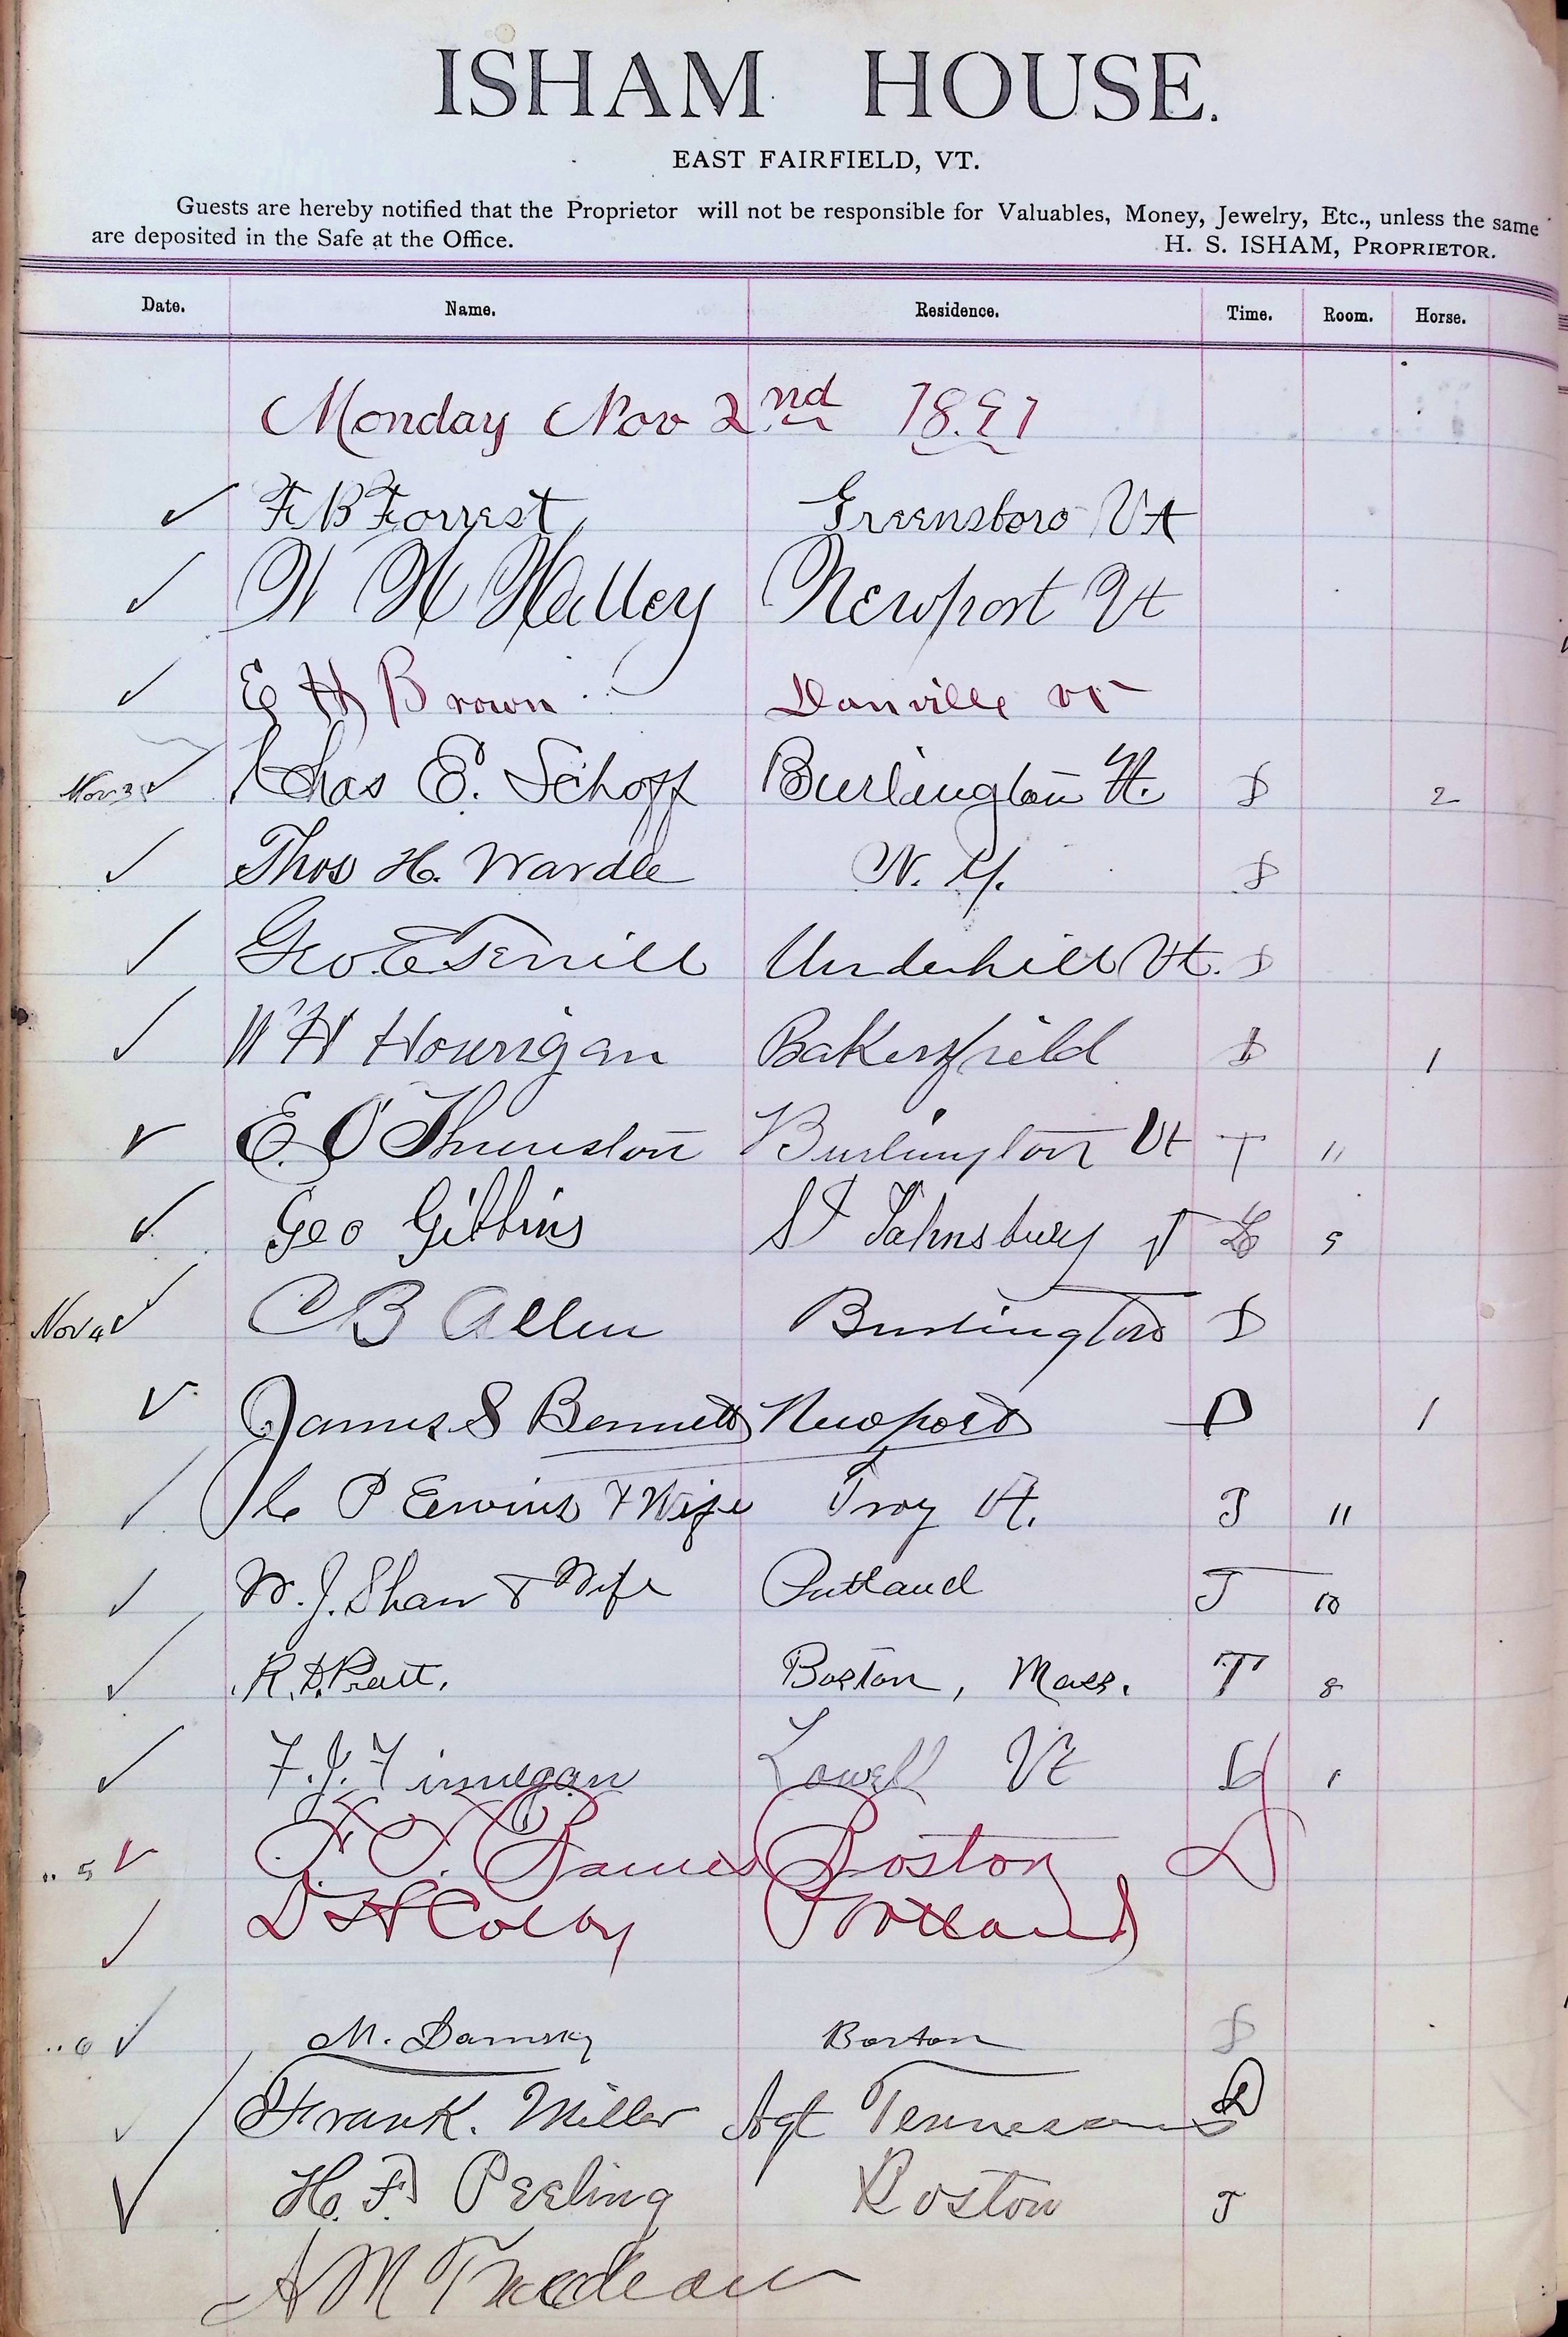 ISHAM HOUSE.
EAST FAIRFIELD, VT.
Guests are hereby notified that the Proprietor will not be responsible for Valuables, Money, Jewelry, Etc., unless the same
are deposited in the Safe at the Office. H. S. ISHAM, PROPRIETOR.
Date. Name. Residence. Time. Room. Horse.
Monday Nov 2nd 1891
✓ F B Forrest Greensboro Vt
✓ Halley Newport Vt
✓ E H Brown Danville Vt
Nov 3 ✓ Chas E. Schoff Burlington Vt. D 2
✓ Thos H. Wardle N. Y. D
✓ Geo E Terrill Underhill Vt. D
✓ W H Hourigan Bakersfield D 1
✓ E. O Thurston Burlington Vt T 11
✓ Geo Gibbins St Johnsbury L 9
Nov 4 ✓ C B Allen Burlington D
✓ James S Bennett Newport D 1
✓ C P & Wife Troy Vt. T 11
✓ W. J. Shaw & Wife Rutland T 10
✓ R. D. Pratt. Boston, Mass. T 8
✓ F. J. Finnegan Lowell Vt 1
.. 5 ✓ Boston D
✓ D H Colby Portland
.. 6 ✓ M. Damsky Boston D
✓ Frank. Miller Agt D
✓ H. F. Peeling Boston T
A M Trudeau